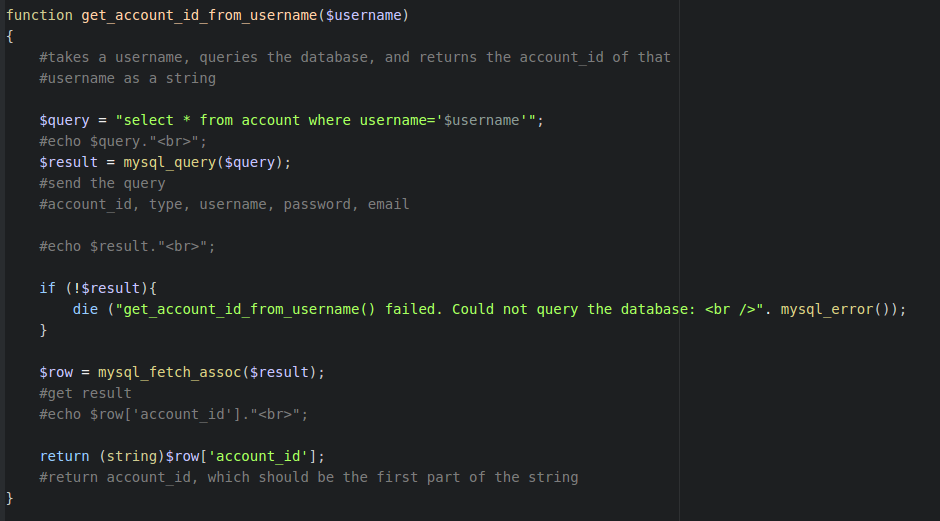 function get_account_id_from_username($username)
{
    #takes a username, queries the database, and returns the account_id of that
    #username as a string

    $query = "select * from account where username='$username'";
    #echo $query."<br>";
    $result = mysql_query($query);
    #send the query
    #account_id, type, username, password, email

    #echo $result."<br>";

    if (!$result){
        die ("get_account_id_from_username() failed. Could not query the database: <br />". mysql_error());
    }

    $row = mysql_fetch_assoc($result);
    #get result
    #echo $row['account_id']."<br>";

    return (string)$row['account_id'];
    #return account_id, which should be the first part of the string
}